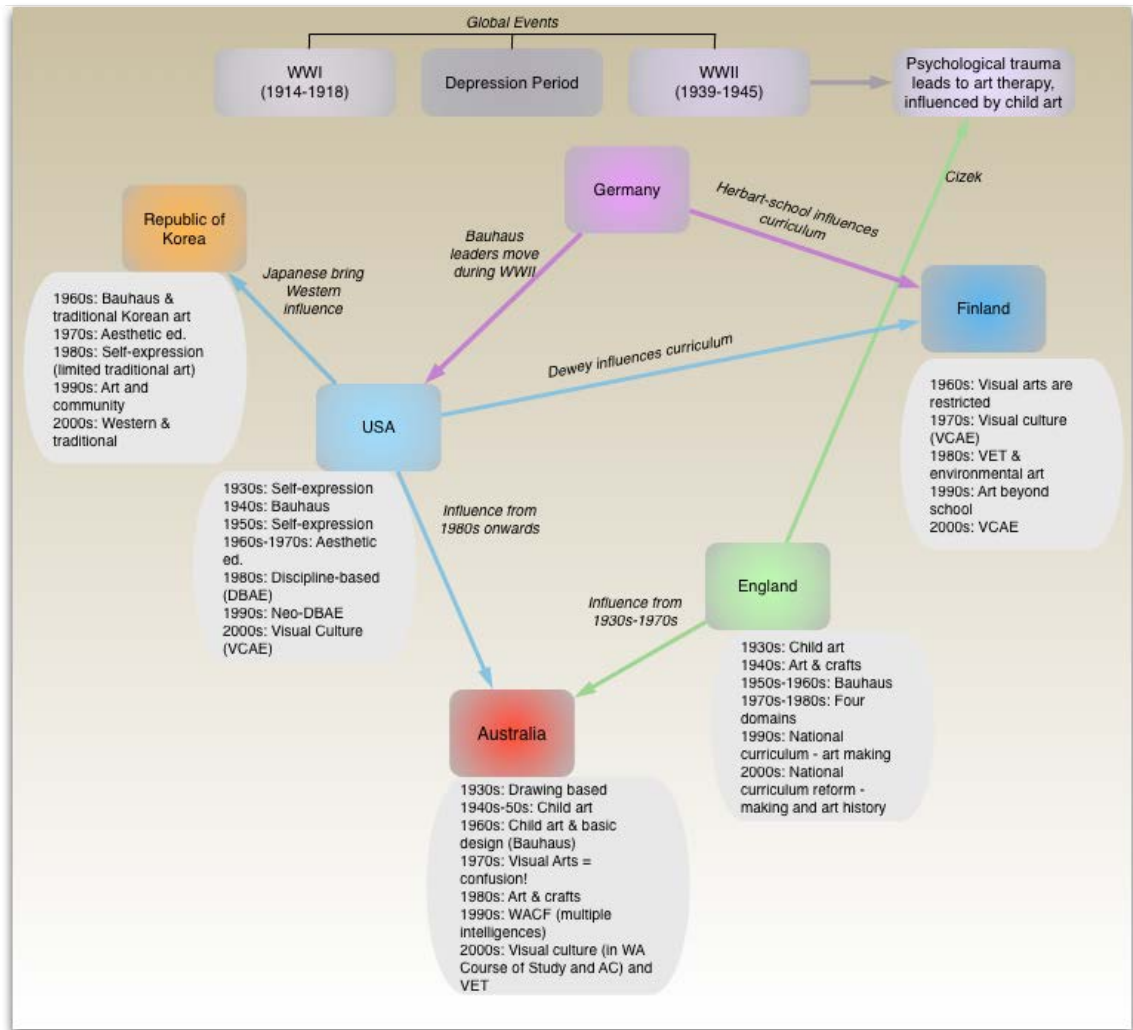 Global Events
WWI
(1914-1918)
Depression Period
WWII
(1939-1945)
Psychological trauma
leads to art therapy,
influenced by child art
Cizek
Germany
Herbart-school influences
curriculum
Republic of
Korea
Bauhaus
leaders move
during WWII
Japanese bring
Western
influence
1960s: Bauhaus &
traditional Korean art
1970s: Aesthetic ed.
1980s: Self-expression
(limited traditional art)
1990s: Art and
community
2000s: Western &
traditional
Finland
Dewey influences curriculum
1960s: Visual arts are
restricted
1970s: Visual culture
(VCAE)
1980s: VET &
environmental art
1990s: Art beyond
school
2000s: VCAE
USA
1930s: Self-expression
1940s: Bauhaus
1950s: Self-expression
1960s-1970s: Aesthetic
ed.
1980s: Discipline-based
(DBAE)
1990s: Neo-DBAE
2000s: Visual Culture
(VCAE)
Influence from
1980s onwards
England
Influence from
1930s-1970s
1930s: Child art
1940s: Art & crafts
1950s-1960s: Bauhaus
1970s-1980s: Four
domains
1990s: National
curriculum - art making
2000s: National
curriculum reform -
making and art history
Australia
1930s: Drawing based
1940s-50s: Child art
1960s: Child art & basic
design (Bauhaus)
1970s: Visual Arts =
confusion!
1980s: Art & crafts
1990s: WACF (multiple
intelligences)
2000s: Visual culture (in WA
Course of Study and AC) and
VET